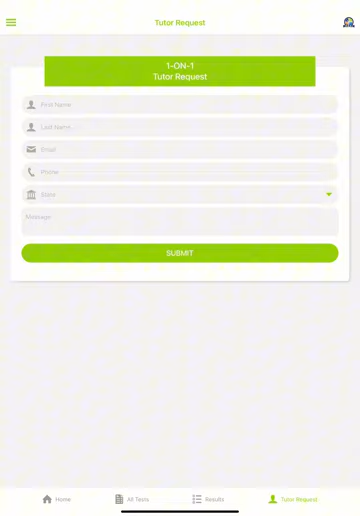 Tutor Request
1-ON-1
Tutor Request
First Name
Last Name
Email
Phone
State
Message
SUBMIT
Home
All Tests
Results
Tutor Request